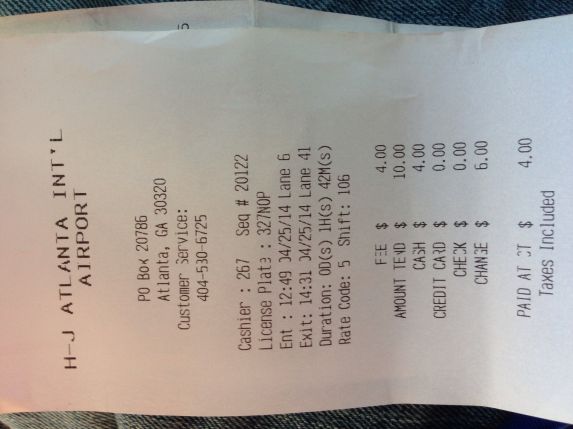 H-J ATLANTA INT'L
AIRPORT
PO Box 20786
Atlanta, GA 30320
Customer Service:
404-530-6725
Cashier : 267 Seq # 20122
License Plate : 327NOP
Ent : 12:49 04/25/14 Lane 6
Exit: 14:31 04/25/14 Lane 41
Duration: 0D(s) 1H(s) 42M(s)
Rate Code: 5 Shift: 106
FEE $ 4.00
AMOUNT TEND $ 10.00
CASH $ 4.00
CREDIT CARD $ 0.00
CHECK $ 0.00
CHANGE $ 6.00
PAID AT CT $ 4.00
Taxes Included